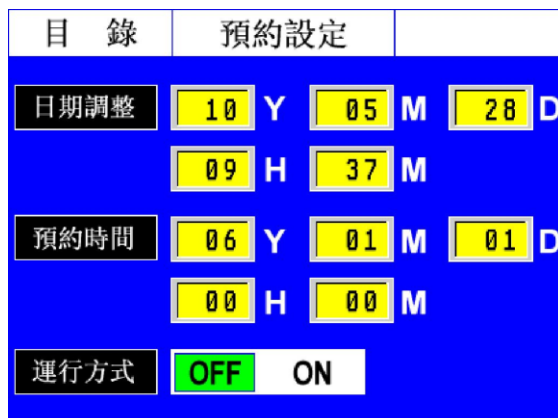 目 錄 預約設定
日期調整 10 Y 05 M 28 D
09 H 37 M
預約時間 06 Y 01 M 01 D
00 H 00 M
運行方式 OFF ON